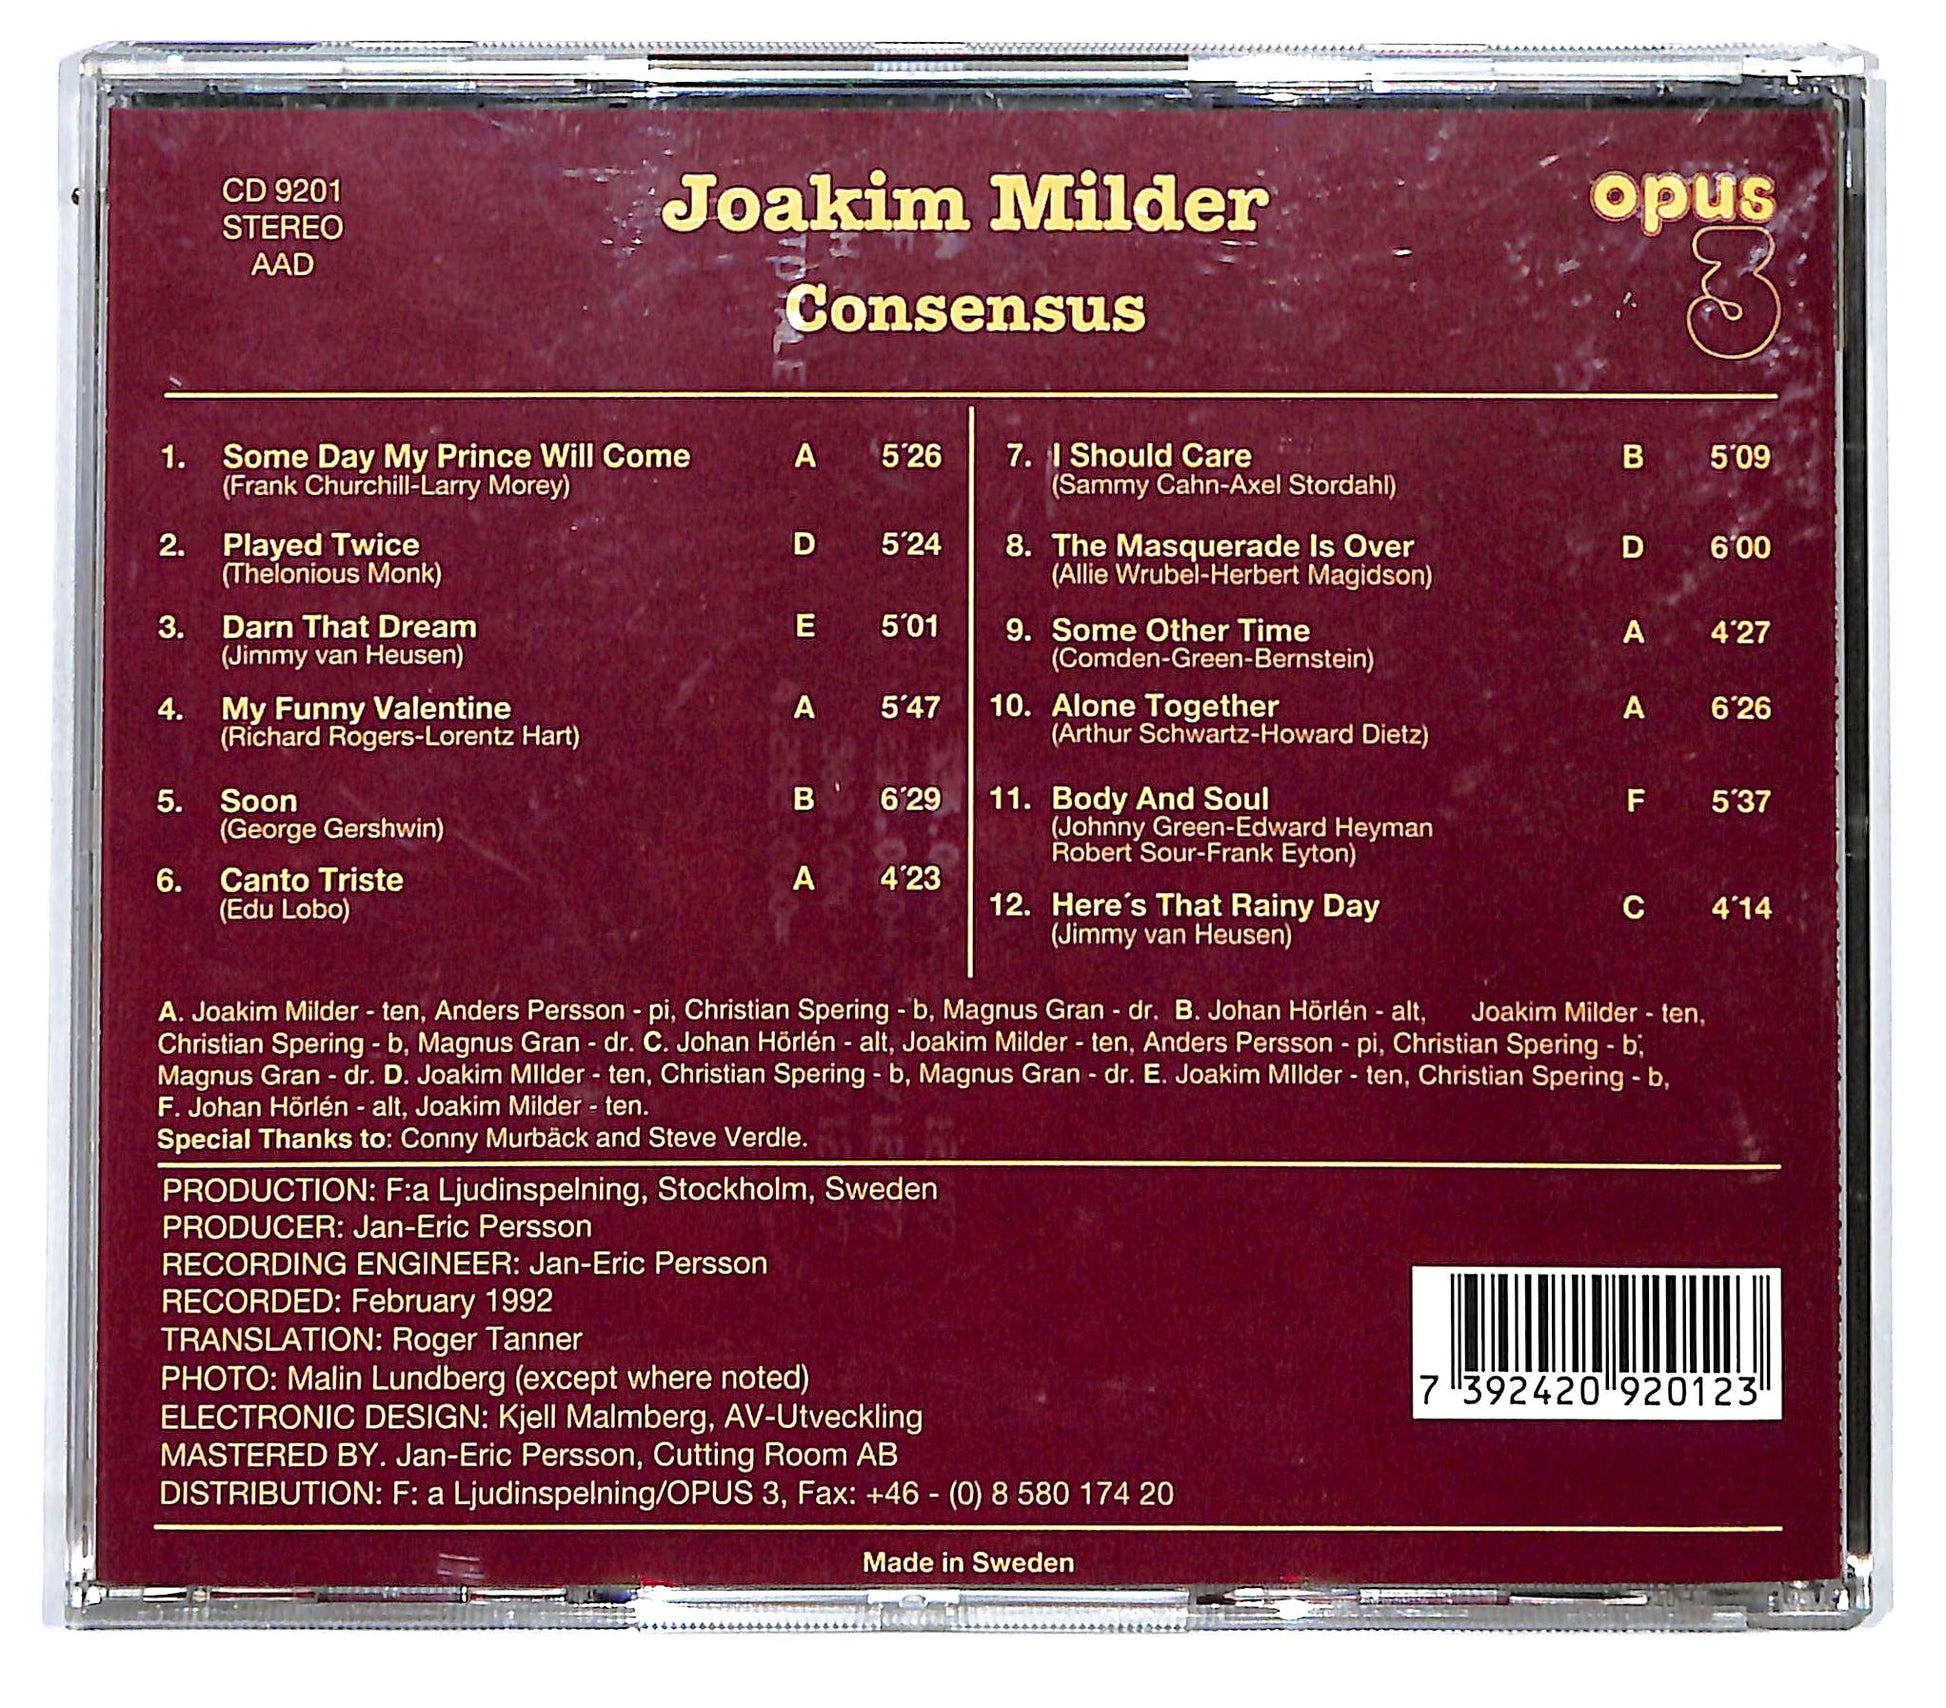 CD 9201
STEREO
AAD
Joakim Milder
Consensus
opus
3
1. Some Day My Prince Will Come A 5´26
(Frank Churchill-Larry Morey)
2. Played Twice D 5´24
(Thelonious Monk)
3. Darn That Dream E 5´01
(Jimmy van Heusen)
4. My Funny Valentine A 5´47
(Richard Rogers-Lorentz Hart)
5. Soon B 6´29
(George Gershwin)
6. Canto Triste A 4´23
(Edu Lobo)
7. I Should Care B 5´09
(Sammy Cahn-Axel Stordahl)
8. The Masquerade Is Over D 6´00
(Allie Wrubel-Herbert Magidson)
9. Some Other Time A 4´27
(Comden-Green-Bernstein)
10. Alone Together A 6´26
(Arthur Schwartz-Howard Dietz)
11. Body And Soul F 5´37
(Johnny Green-Edward Heyman
Robert Sour-Frank Eyton)
12. Here´s That Rainy Day C 4´14
(Jimmy van Heusen)
A. Joakim Milder - ten, Anders Persson - pi, Christian Spering - b, Magnus Gran - dr. B. Johan Hörlén - alt, Joakim Milder - ten,
Christian Spering - b, Magnus Gran - dr. C. Johan Hörlén - alt, Joakim Milder - ten, Anders Persson - pi, Christian Spering - b,
Magnus Gran - dr. D. Joakim MIlder - ten, Christian Spering - b, Magnus Gran - dr. E. Joakim MIlder - ten, Christian Spering - b,
F. Johan Hörlén - alt, Joakim Milder - ten.
Special Thanks to: Conny Murbäck and Steve Verdle.
PRODUCTION: F:a Ljudinspelning, Stockholm, Sweden
PRODUCER: Jan-Eric Persson
RECORDING ENGINEER: Jan-Eric Persson
RECORDED: February 1992
TRANSLATION: Roger Tanner
PHOTO: Malin Lundberg (except where noted)
ELECTRONIC DESIGN: Kjell Malmberg, AV-Utveckling
MASTERED BY. Jan-Eric Persson, Cutting Room AB
DISTRIBUTION: F: a Ljudinspelning/OPUS 3, Fax: +46 - (0) 8 580 174 20
7 392420 920123
Made in Sweden